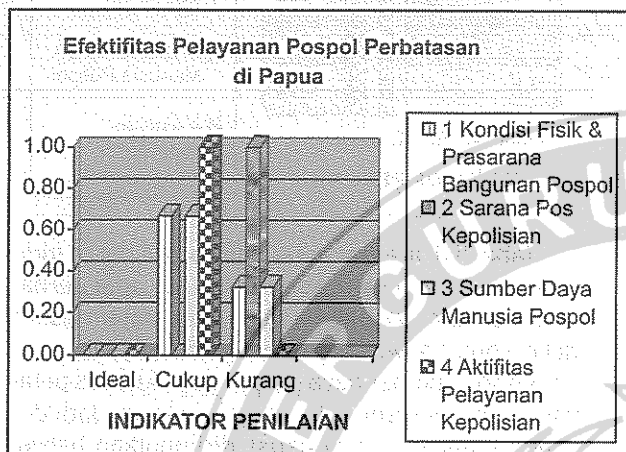 Efektifitas Pelayanan Pospol Perbatasan
di Papua
1.00
0.80
0.60
0.40
0.20
0.00
Ideal Cukup Kurang
INDIKATOR PENILAIAN
1 Kondisi Fisik &
Prasarana
Bangunan Pospol
2 Sarana Pos
Kepolisian
3 Sumber Daya
Manusia Pospol
4 Aktifitas
Pelayanan
Kepolisian